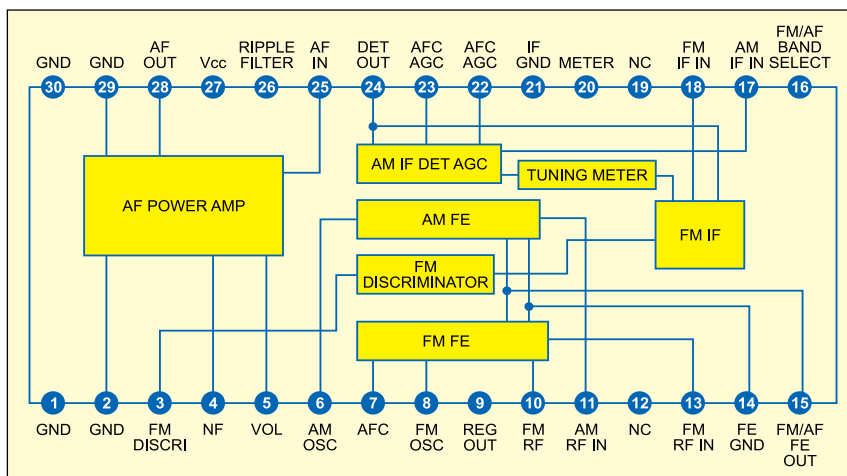 FM/AF
GND GND AF Vcc RIPPLE AF DET AFC AFC IF METER NC FM AM BAND
OUT FILTER IN OUT AGC AGC GND IF IN IF IN SELECT
30 29 28 27 26 25 24 23 22 21 20 19 18 17 16
AM IF DET AGC
TUNING METER
AF POWER AMP
AM FE
FM IF
FM
DISCRIMINATOR
FM FE
1 2 3 4 5 6 7 8 9 10 11 12 13 14 15
GND GND FM NF VOL AM AFC FM REG FM AM NC FM FE FM/AF
DISCRI OSC OSC OUT RF RF IN RF IN GND FE
OUT